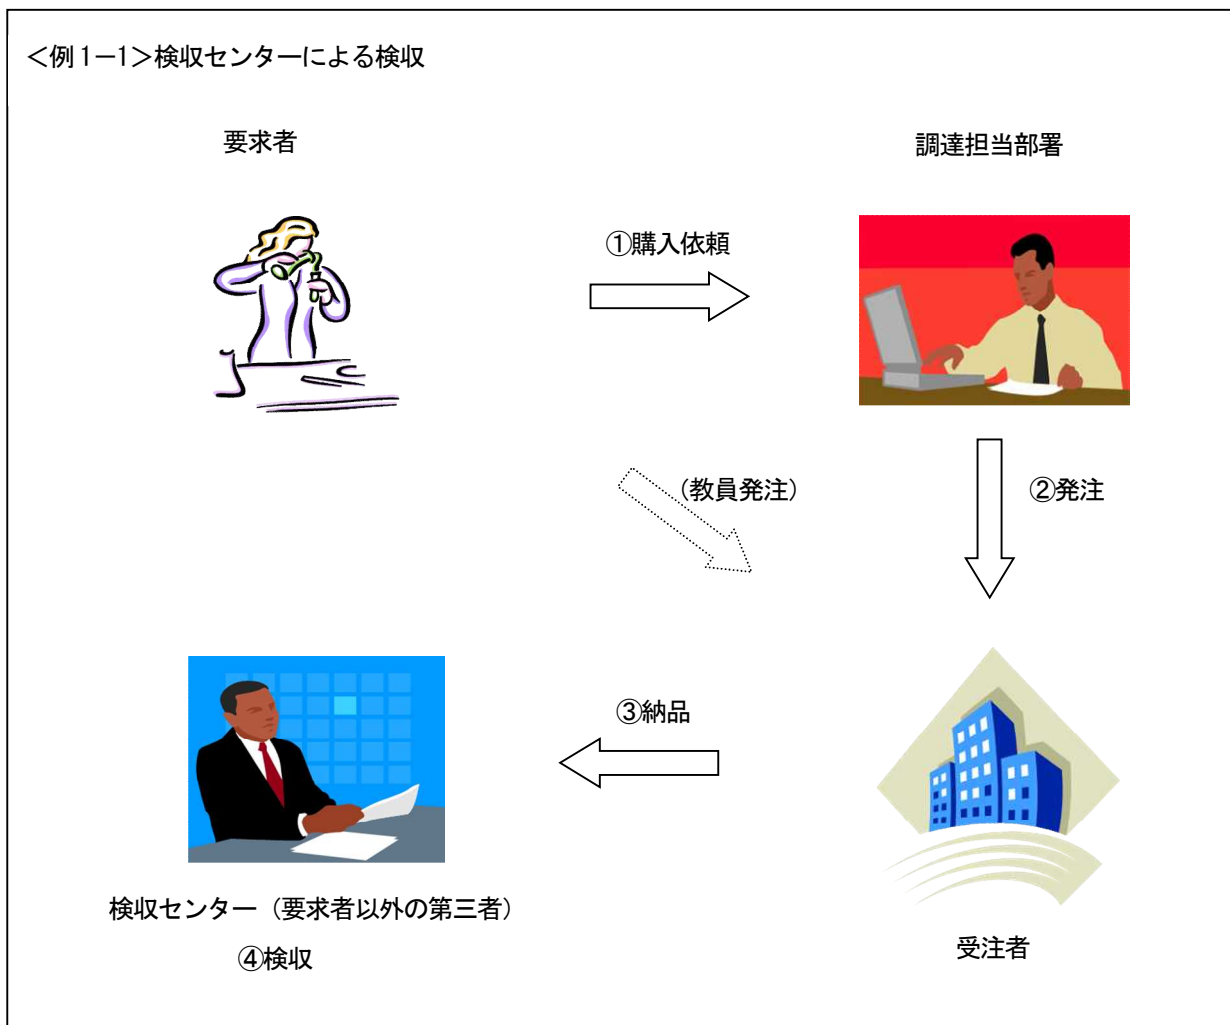 ＜例1－1＞検収センターによる検収
要求者
調達担当部署
①購入依頼
（教員発注）
②発注
③納品
検収センター（要求者以外の第三者）
④検収
受注者